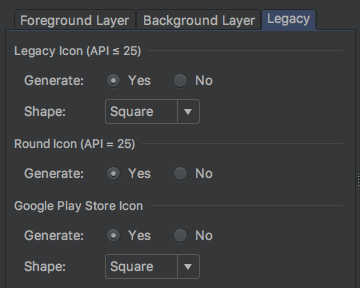 Foreground Layer Background Layer Legacy
Legacy Icon (API ≤ 25)
Generate: Yes No
Shape: Square
Round Icon (API = 25)
Generate: Yes No
Google Play Store Icon
Generate: Yes No
Shape: Square